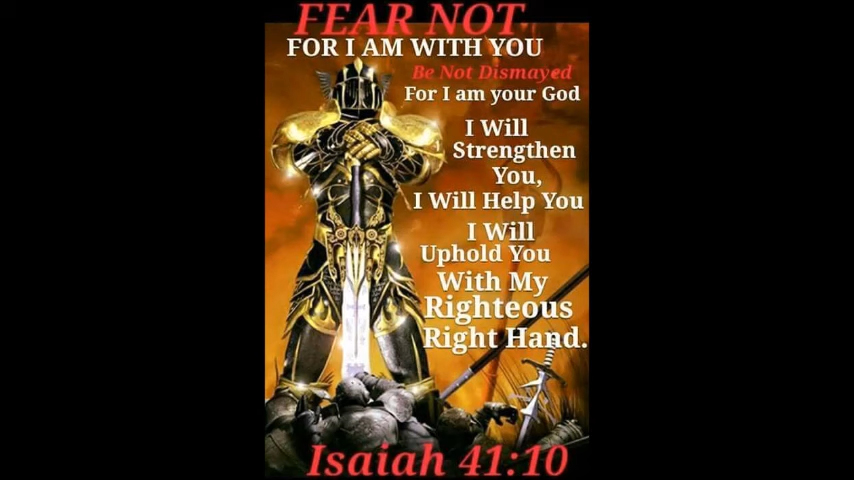 FEAR NOT
FOR I AM WITH YOU
Be Not Dismayed
For I am your God
I Will
Strengthen
You,
I Will Help You
I Will
Uphold You
With My
Righteous
Right Hand.
Isaiah 41:10